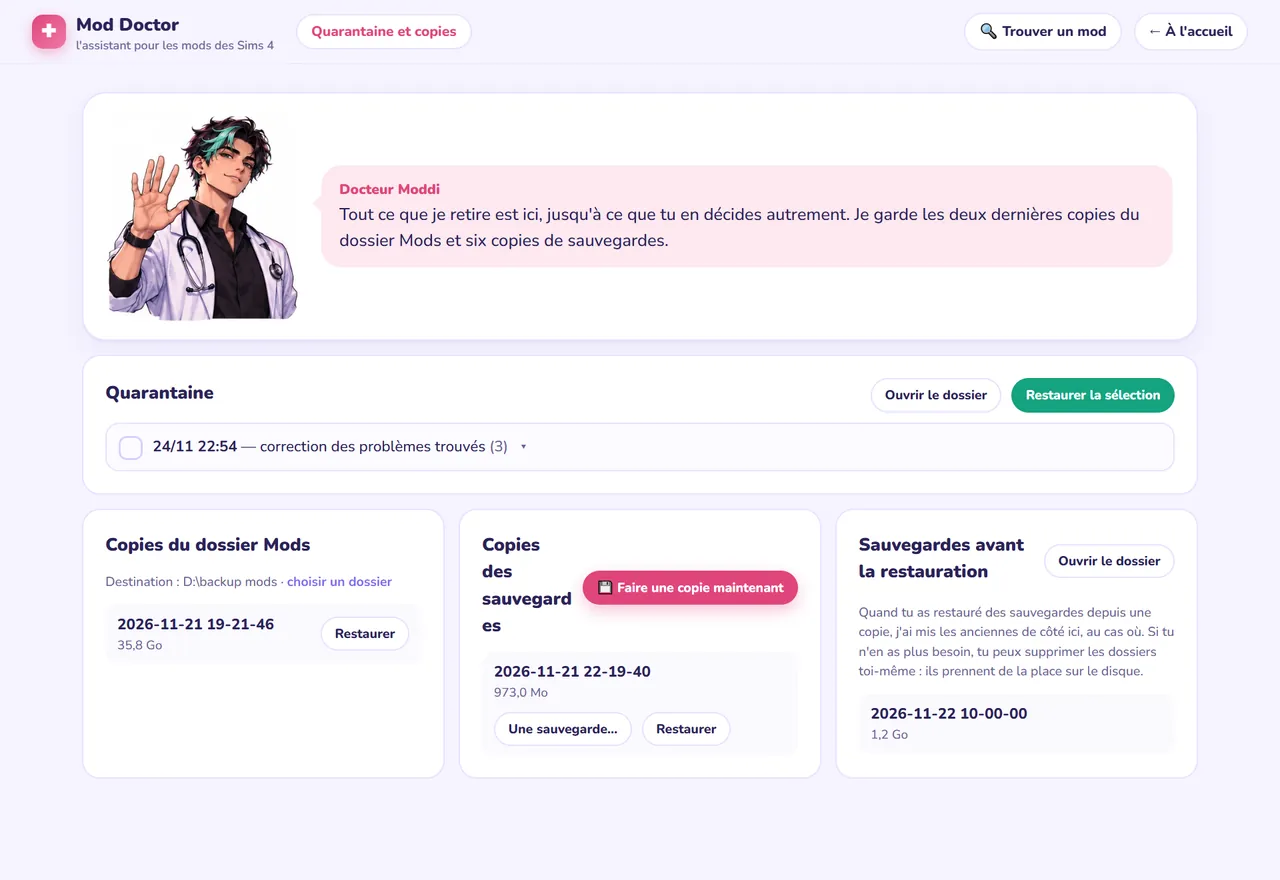 Mod Doctor
l'assistant pour les mods des Sims 4
Quarantaine et copies
Trouver un mod
← À l'accueil
Docteur Moddi
Tout ce que je retire est ici, jusqu'à ce que tu en décides autrement. Je garde les deux dernières copies du
dossier Mods et six copies de sauvegardes.
Quarantaine
Ouvrir le dossier
Restaurer la sélection
24/11 22:54 — correction des problèmes trouvés (3)
Copies du dossier Mods
Destination : D:\backup mods · choisir un dossier
2026-11-21 19-21-46
35,8 Go
Restaurer
Copies
des
sauvegard
es
Faire une copie maintenant
2026-11-21 22-19-40
973,0 Mo
Une sauvegarde...
Restaurer
Sauvegardes avant
la restauration
Ouvrir le dossier
Quand tu as restauré des sauvegardes depuis une
copie, j'ai mis les anciennes de côté ici, au cas où. Si tu
n'en as plus besoin, tu peux supprimer les dossiers
toi-même : ils prennent de la place sur le disque.
2026-11-22 10-00-00
1,2 Go